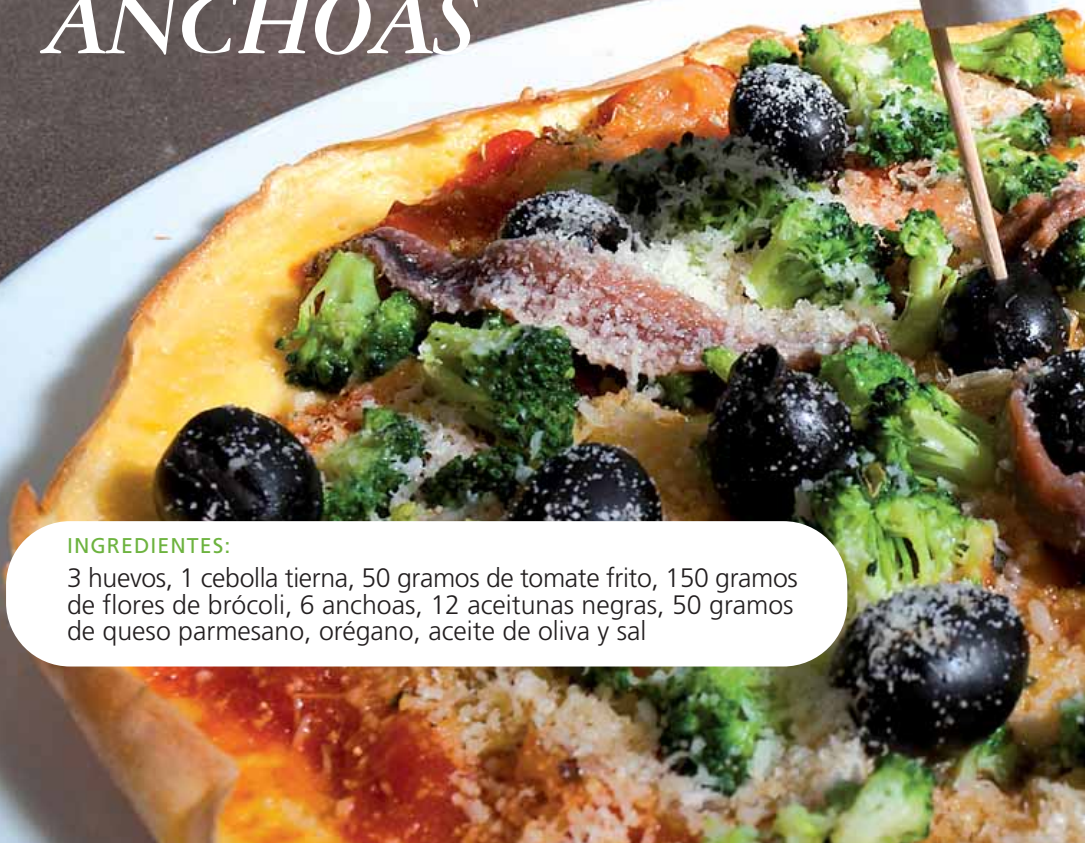 ANCHOAS
INGREDIENTES:
3 huevos, 1 cebolla tierna, 50 gramos de tomate frito, 150 gramos
de flores de brócoli, 6 anchoas, 12 aceitunas negras, 50 gramos
de queso parmesano, orégano, aceite de oliva y sal